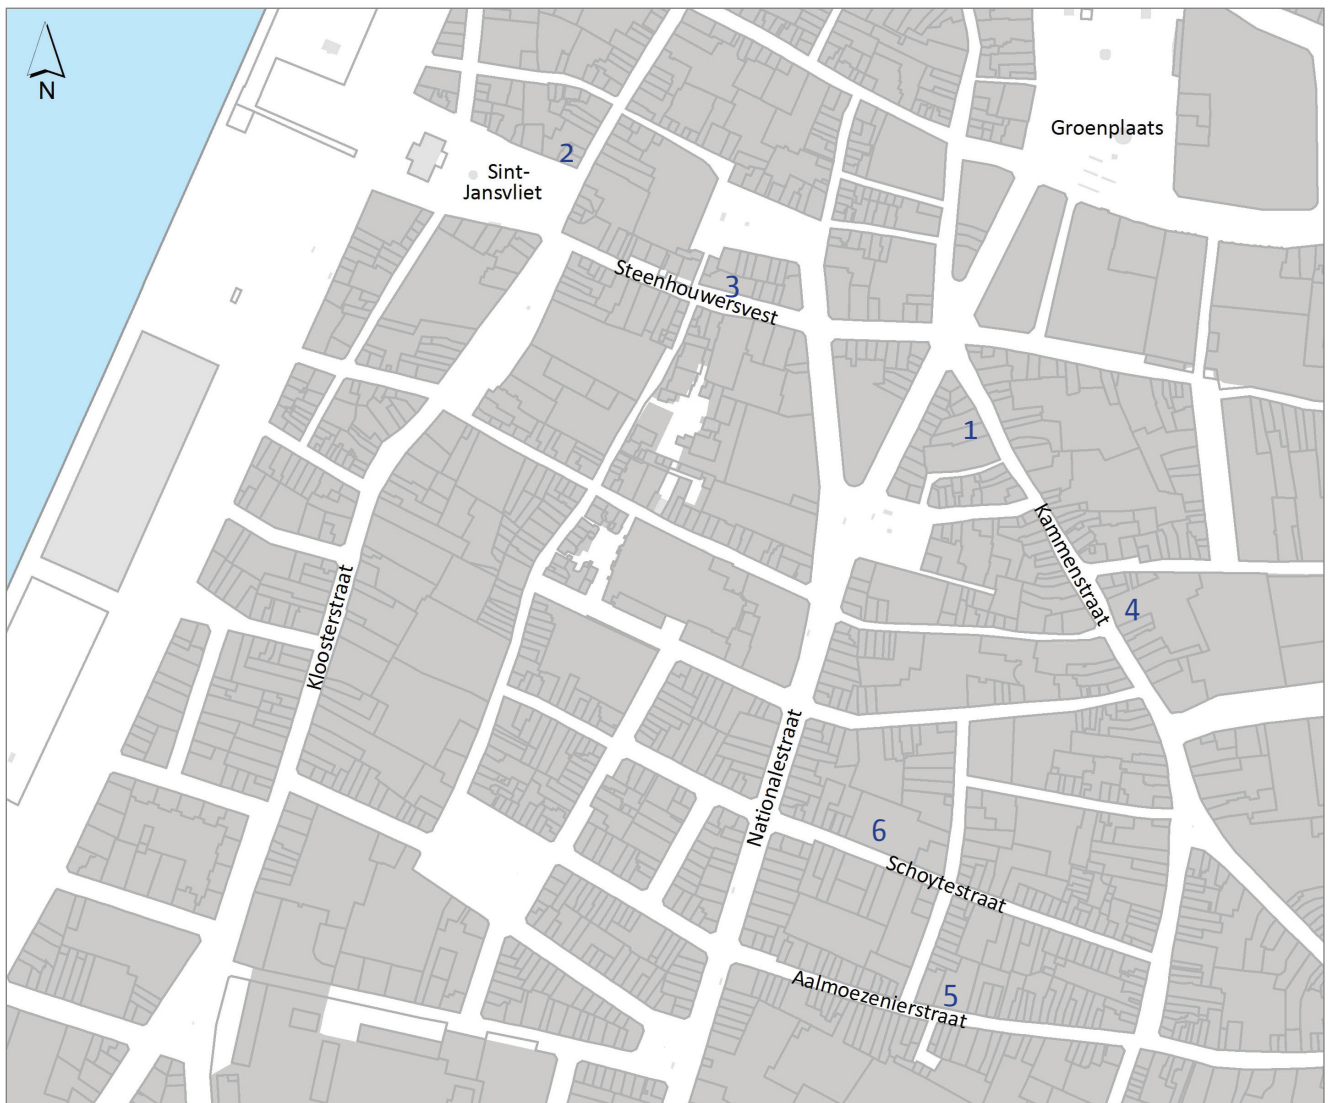 N
Groenplaats
2
Sint-
Jansvliet
Steenhouwersvest
3
1
Kammenstraat
4
Kloosterstraat
Nationalestraat
6
Schoytestraat
Aalmoezenierstraat
5